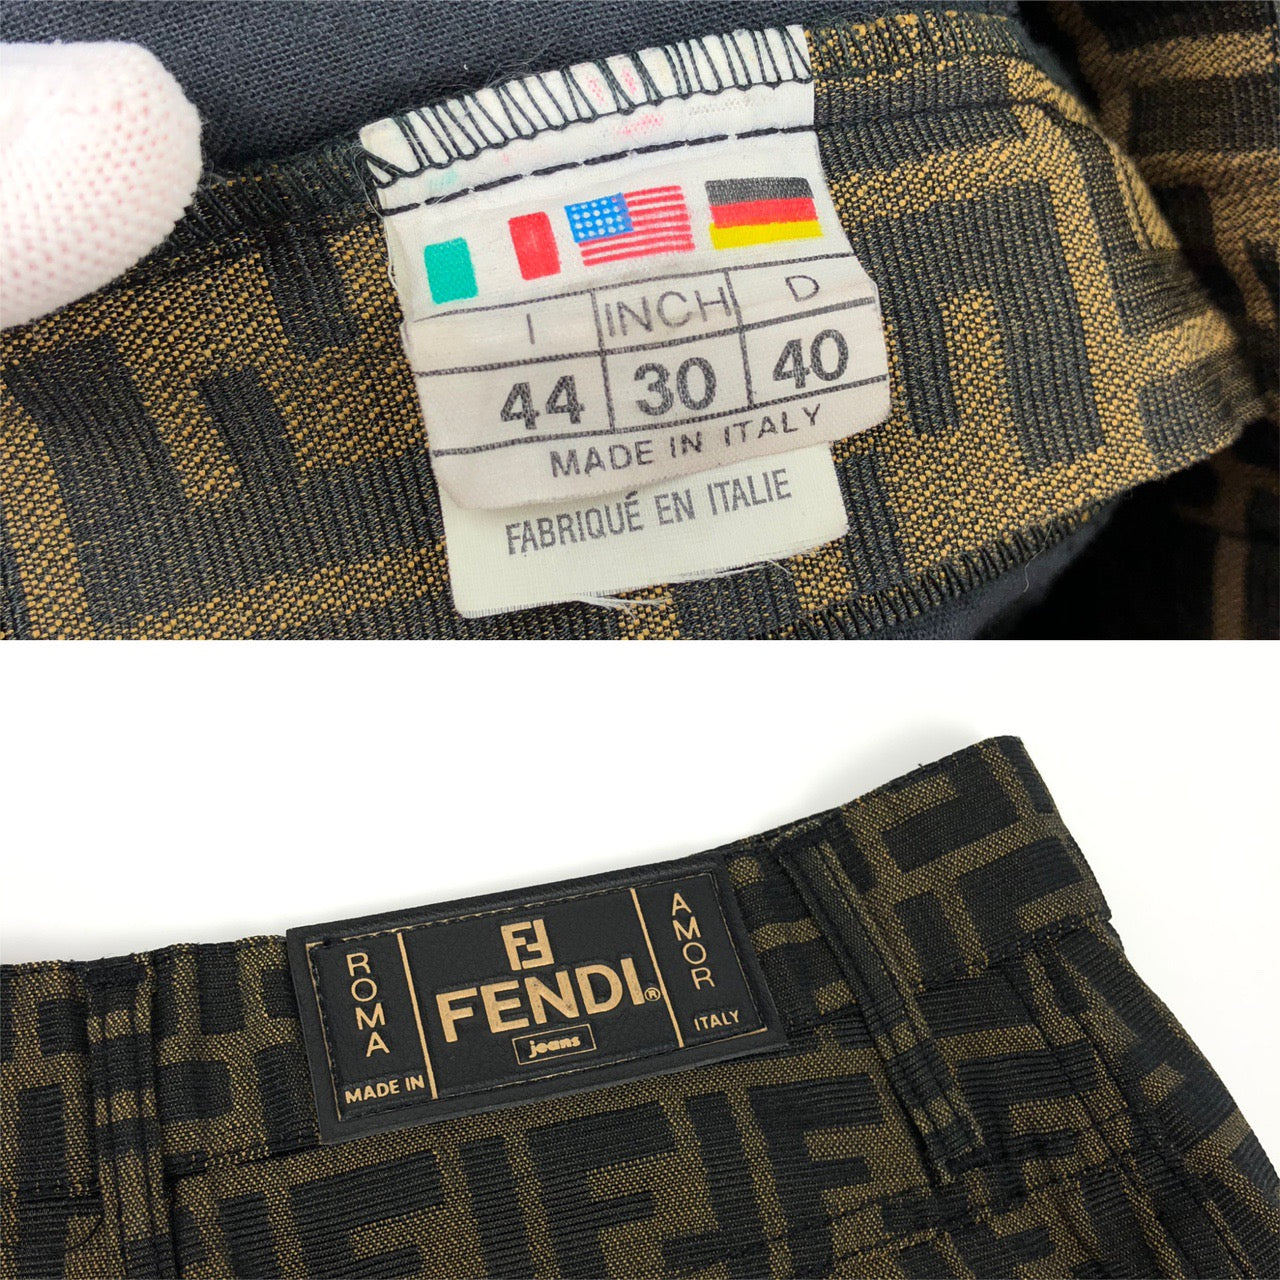 I INCH D
44 30 40
MADE IN ITALY
FABRIQUÉ EN ITALIE
ROMA
MADE IN
FENDI®
jeans
AMOR
ITALY